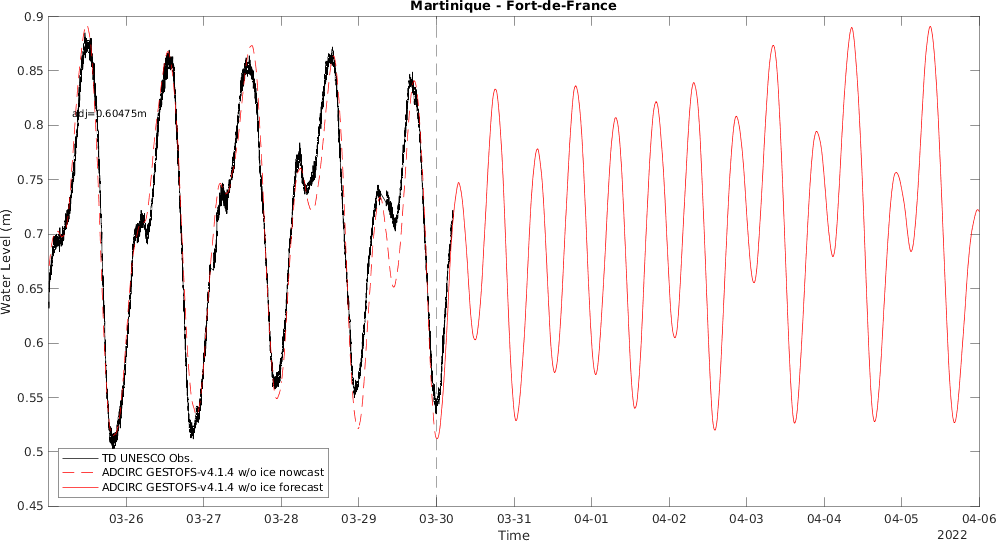 Martinique - Fort-de-France
0.9
0.85
0.8
0.75
0.7
0.65
0.6
0.55
0.5
0.45
Water Level (m)
adj=0.60475m
TD UNESCO Obs.
ADCIRC GESTOFS-v4.1.4 w/o ice nowcast
ADCIRC GESTOFS-v4.1.4 w/o ice forecast
03-26 03-27 03-28 03-29 03-30 03-31 04-01 04-02 04-03 04-04 04-05 04-06
Time
2022